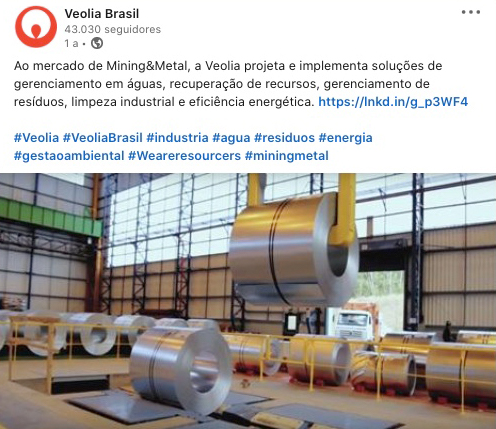 Veolia Brasil
43.030 seguidores
1 a •
Ao mercado de Mining&Metal, a Veolia projeta e implementa soluções de
gerenciamento em águas, recuperação de recursos, gerenciamento de
resíduos, limpeza industrial e eficiência energética. https://lnkd.in/g_p3WF4
#Veolia #VeoliaBrasil #industria #agua #residuos #energia
#gestaoambiental #Weareresourcers #miningmetal